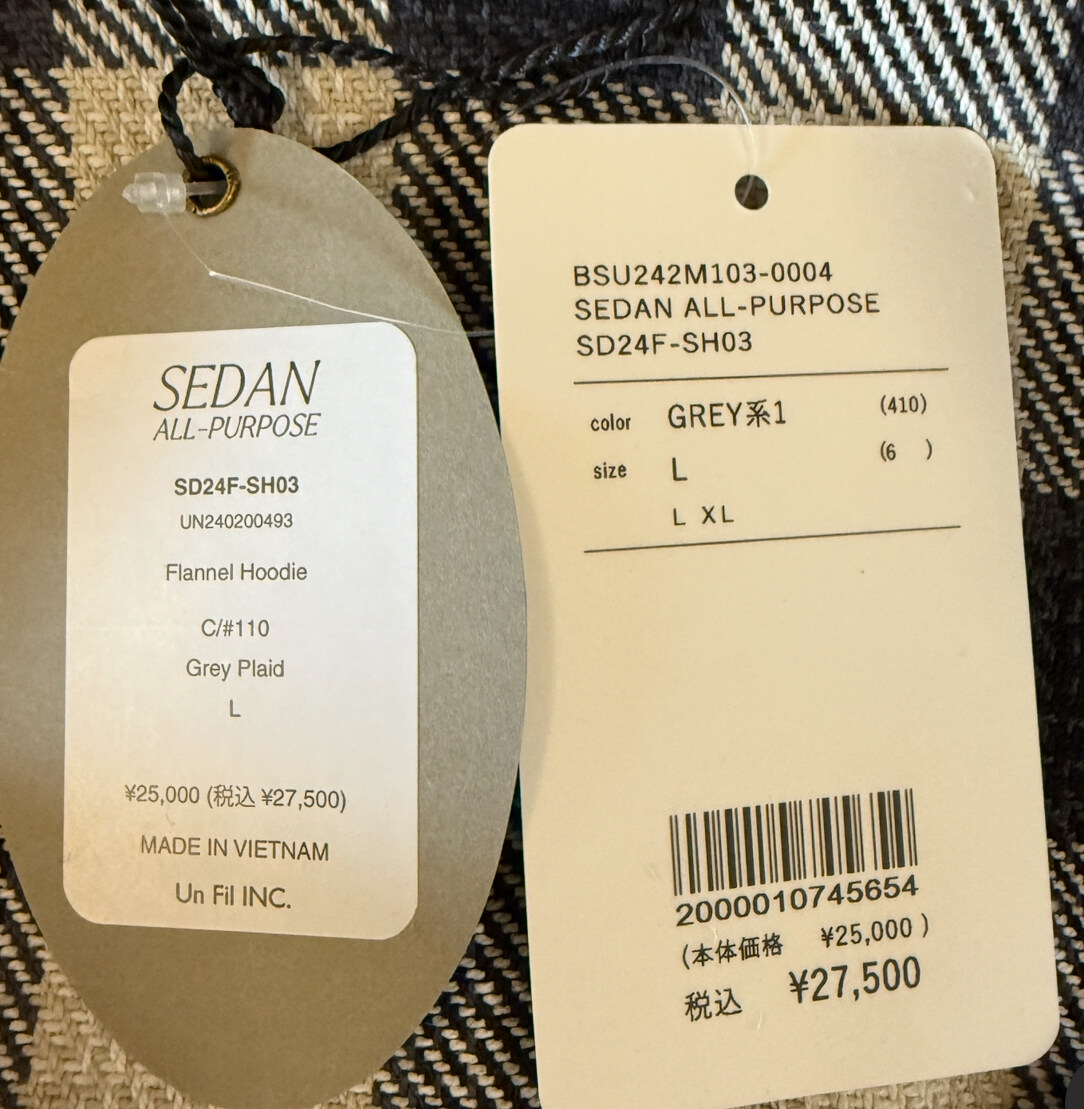 SEDAN
ALL-PURPOSE
SD24F-SH03
UN240200493
Flannel Hoodie
C/#110
Grey Plaid
L
¥25,000 (税込 ¥27,500)
MADE IN VIETNAM
Un Fil INC.
BSU242M103-0004
SEDAN ALL-PURPOSE
SD24F-SH03
color GREY系1 (410)
size L (6 )
L XL
2000010745654
(本体価格 ¥25,000 )
税込 ¥27,500